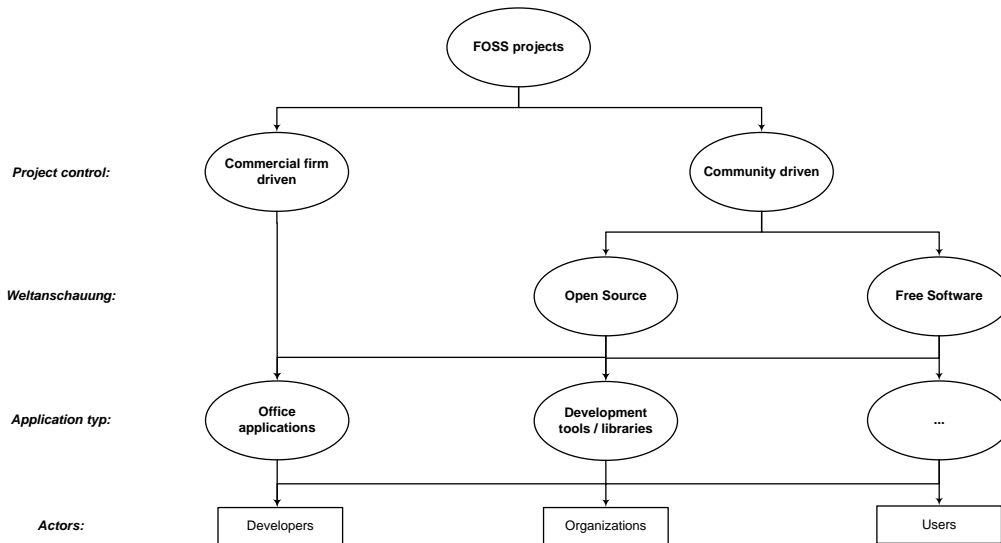 FOSS projects
Project control:
Commercial firm
driven
Community driven
Weltanschauung:
Open Source
Free Software
Application typ:
Office
applications
Development
tools / libraries
...
Actors:
Developers
Organizations
Users